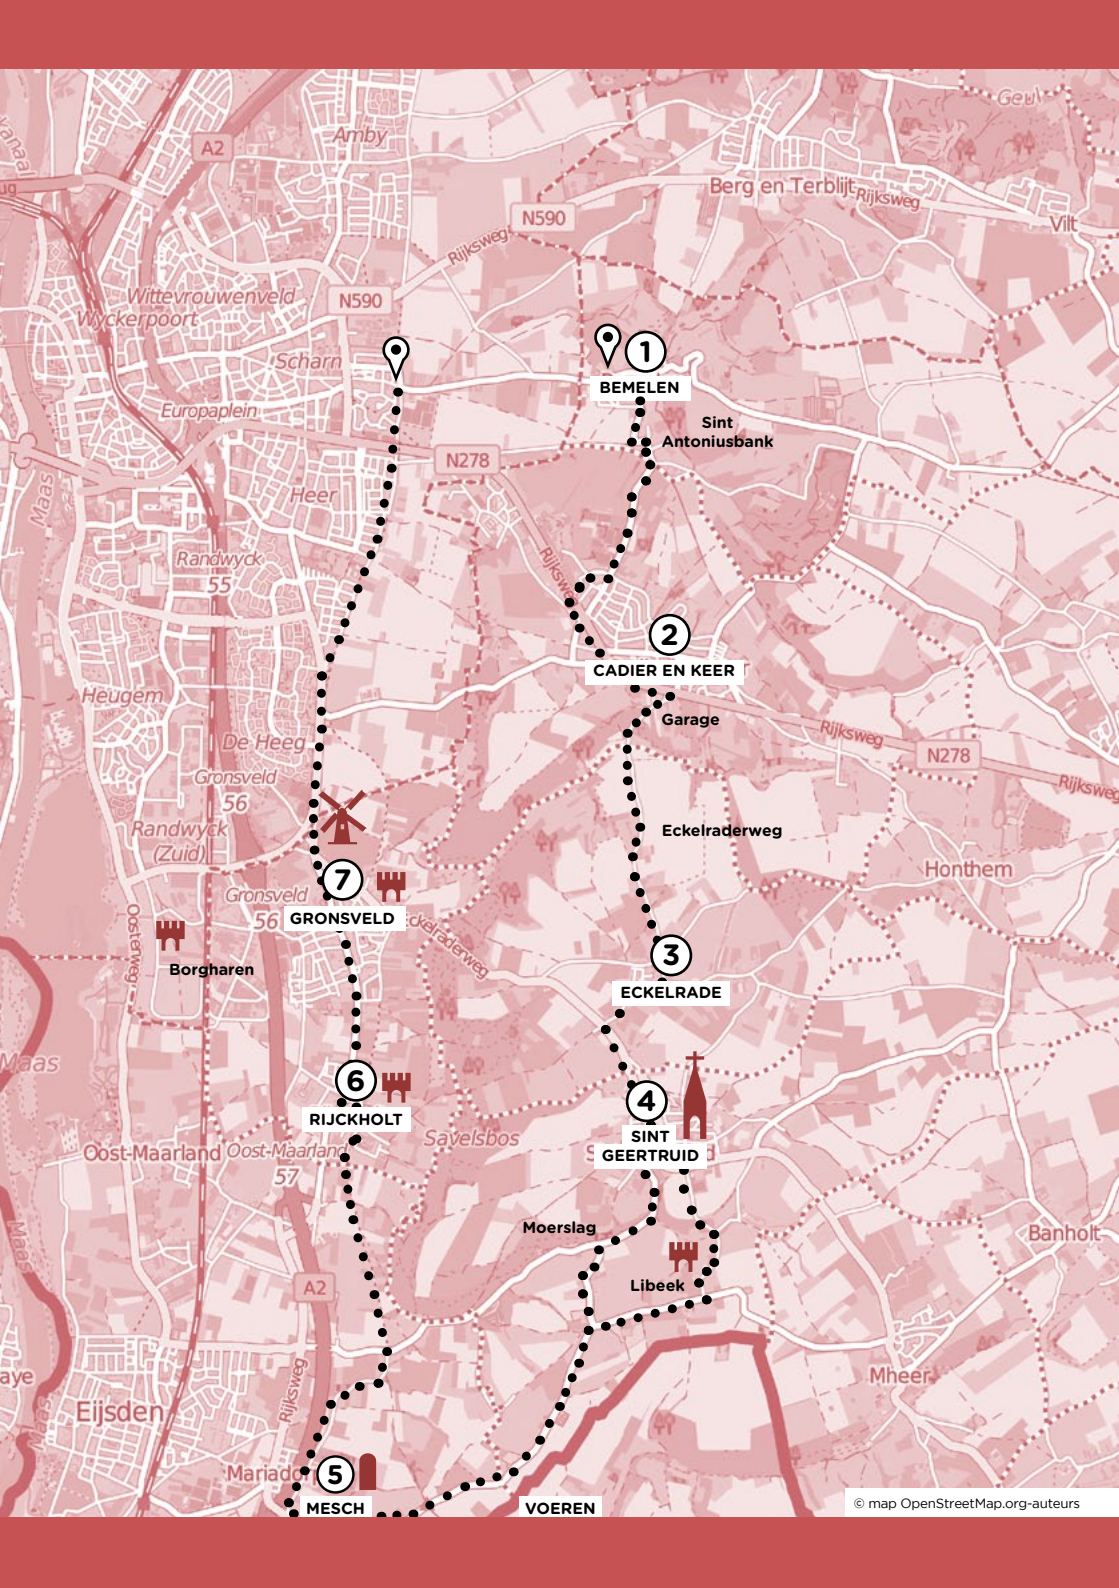 Geul
Amby
A2
Berg en Terblijt
Rijksweg
N590
Vilt
Rijksweg
Wittevrouwenveld
Wyckerpoort
N590
Scharn
1
BEMELEN
Europaplein
Sint
Antoniusbank
N278
Maas
Heer
Randwyck
55
Rijksweg
2
CADIER EN KEER
Heugem
Garage
De Heeg
Rijksweg
N278
Rijksweg
Gronsveld
56
Randwyck
(Zuid)
Eckelraderweg
Honthem
7
Gronsveld
56
GRONSVELD
Eckelraderweg
Oosterweg
Borgharen
3
ECKELRADE
Maas
6
RIJCKHOLT
4
SINT
GEERTRUID
Savelsbos
Oost-Maarland
Oost-Maarland
57
Maas
Moerslag
Banholt
Libeek
A2
Rijksweg
Mheer
Eijsden
5
MESCH
VOEREN
© map OpenStreetMap.org-auteurs